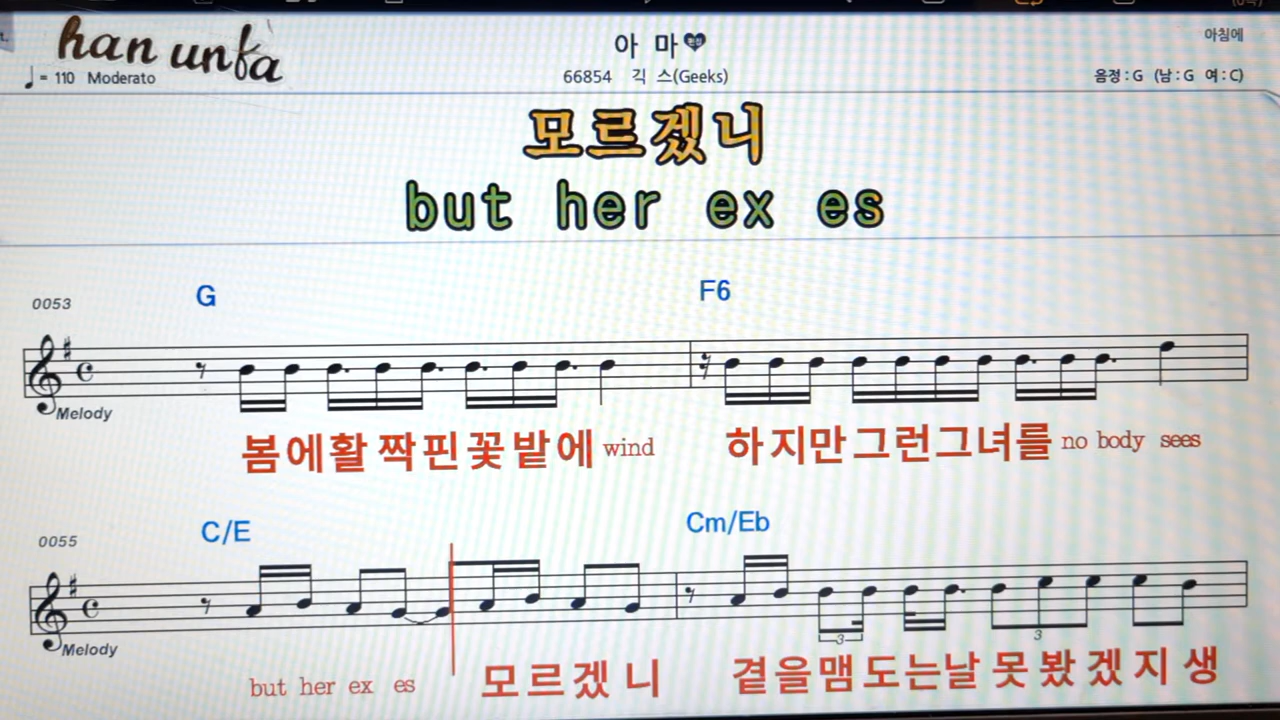 han unfa
♩= 110 Moderato
아 마♥
66854 긱 스(Geeks)
아침에
음정 : G (남 : G 여 : C)
모르겠니
but her ex es
0053
G
F6
Melody
봄에활짝핀꽃밭에 wind 하지만그런그녀를 no body sees
0055
C/E
Cm/Eb
3
3
Melody
but her ex es 모르겠니 곁을맴도는날못봤겠지생